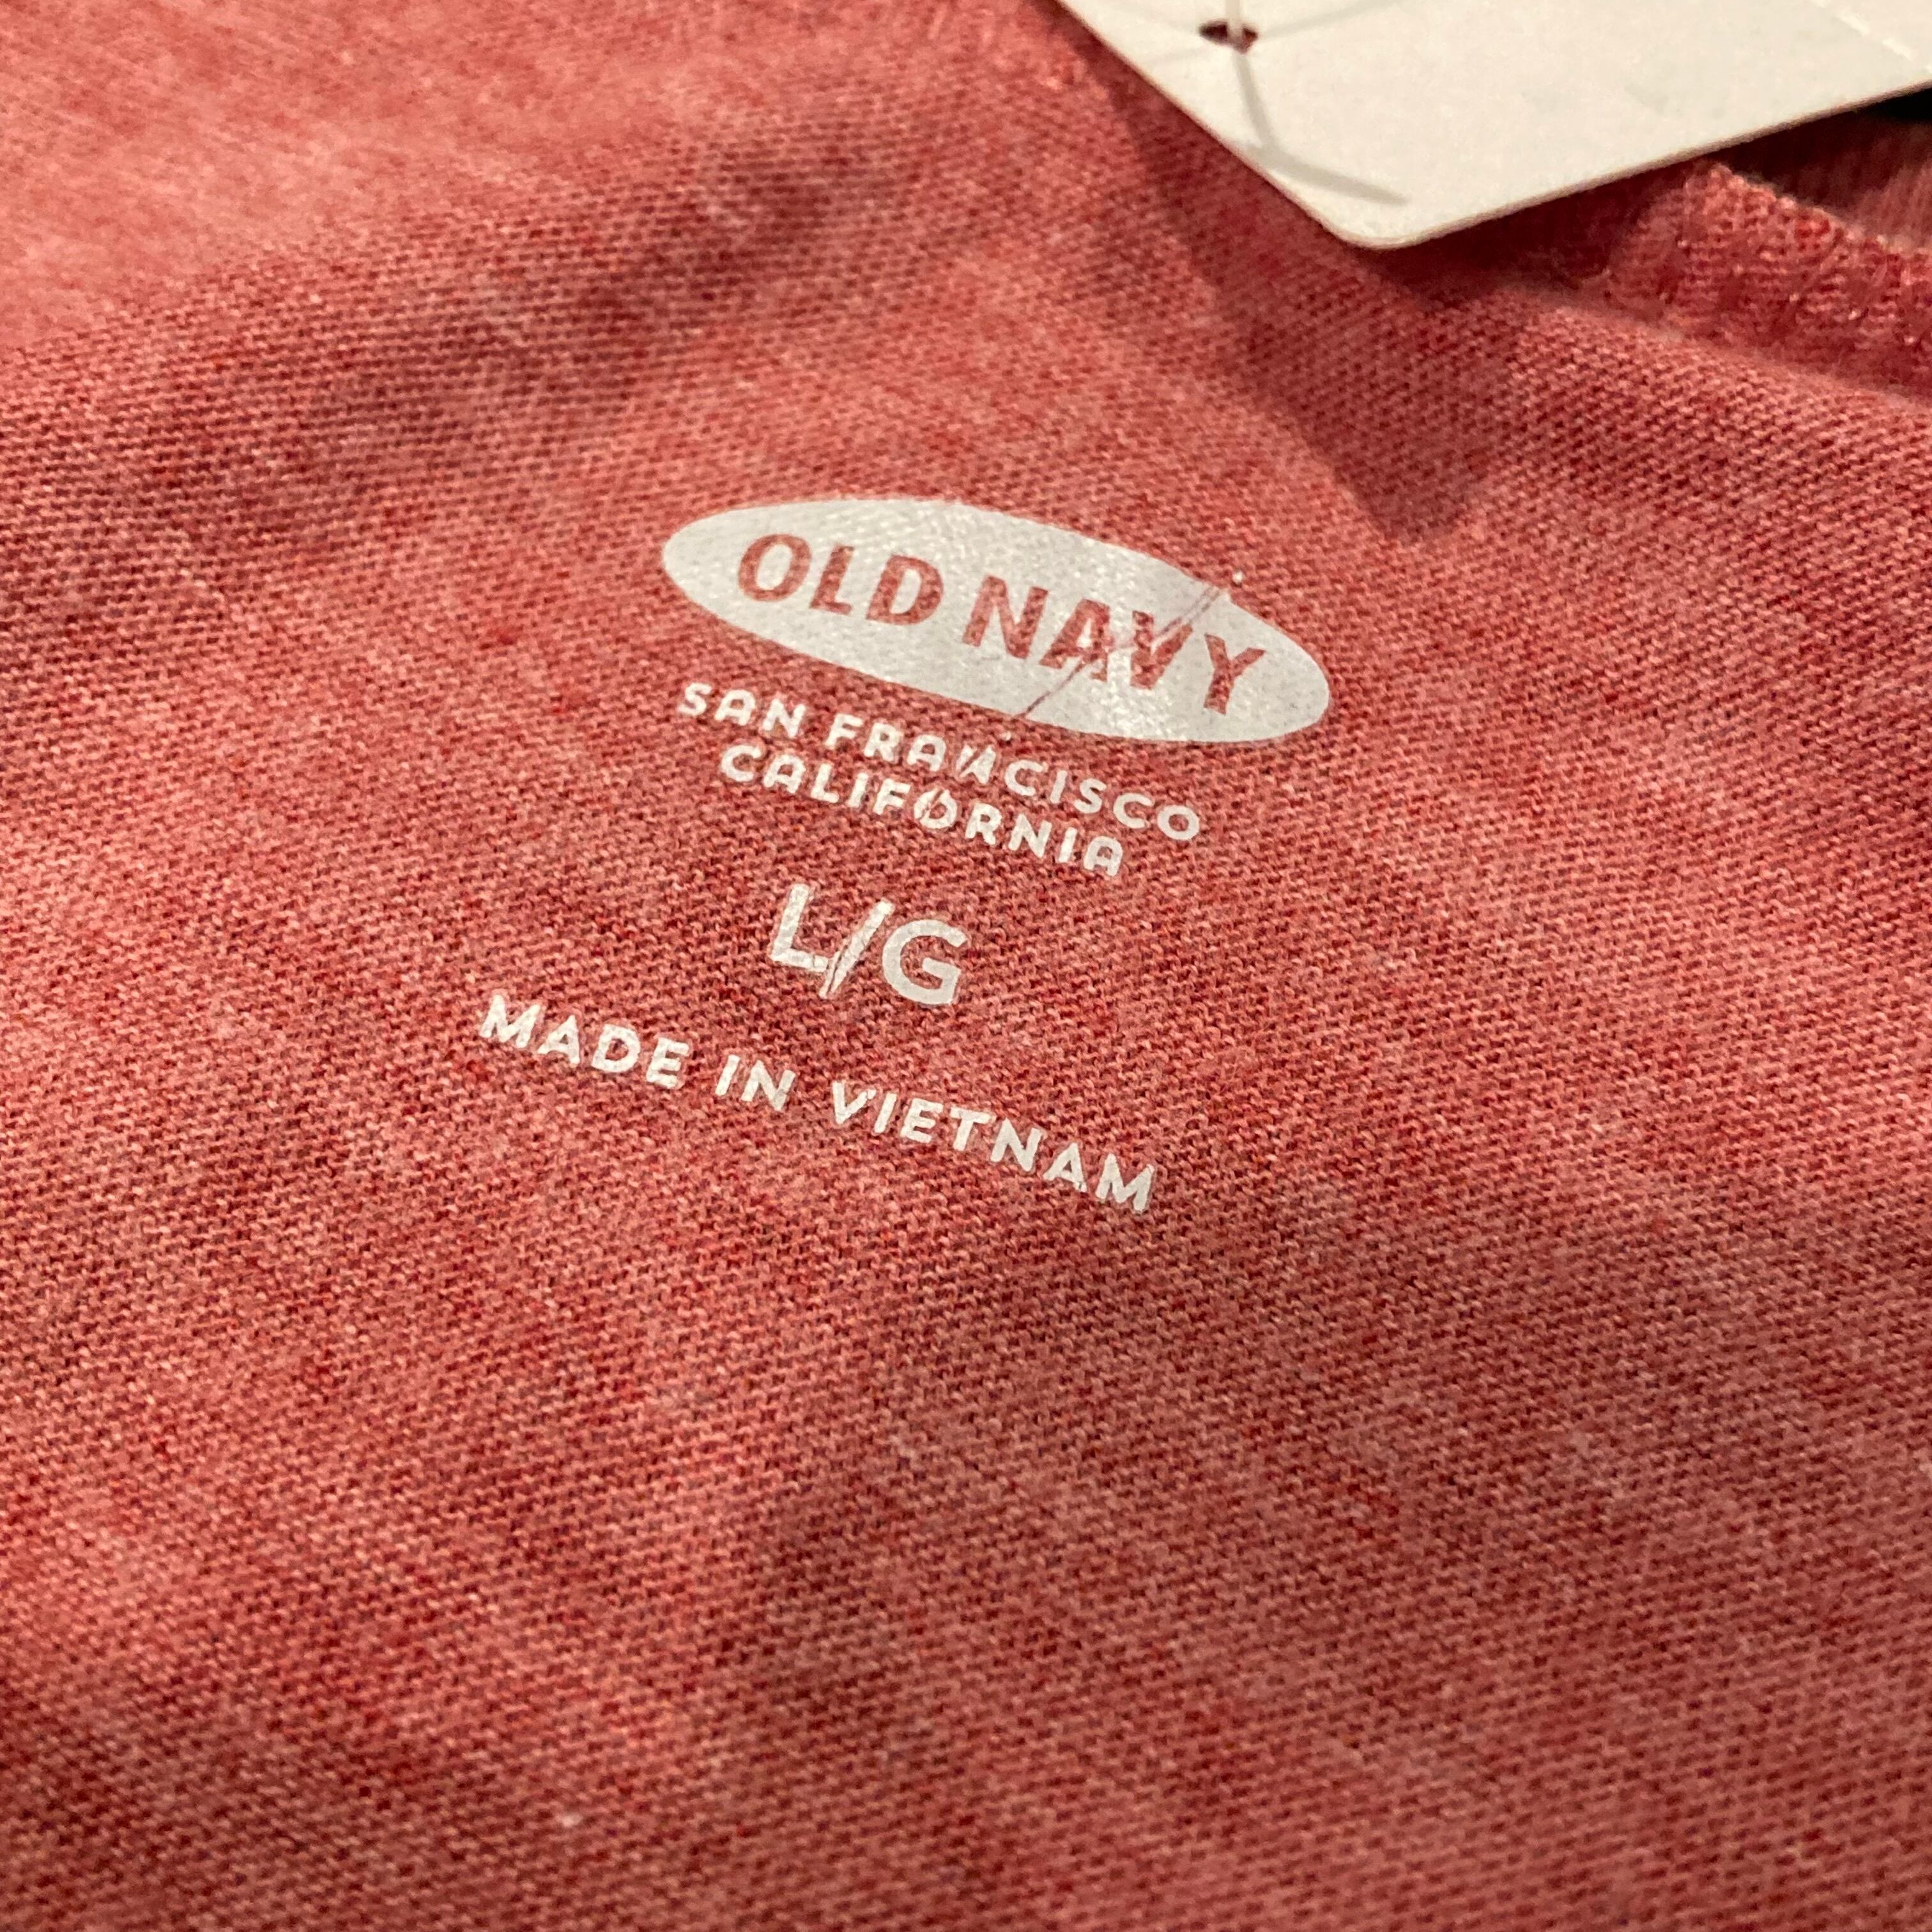 OLD NAVY
SAN FRANCISCO
CALIFORNIA
L/G
MADE IN VIETNAM